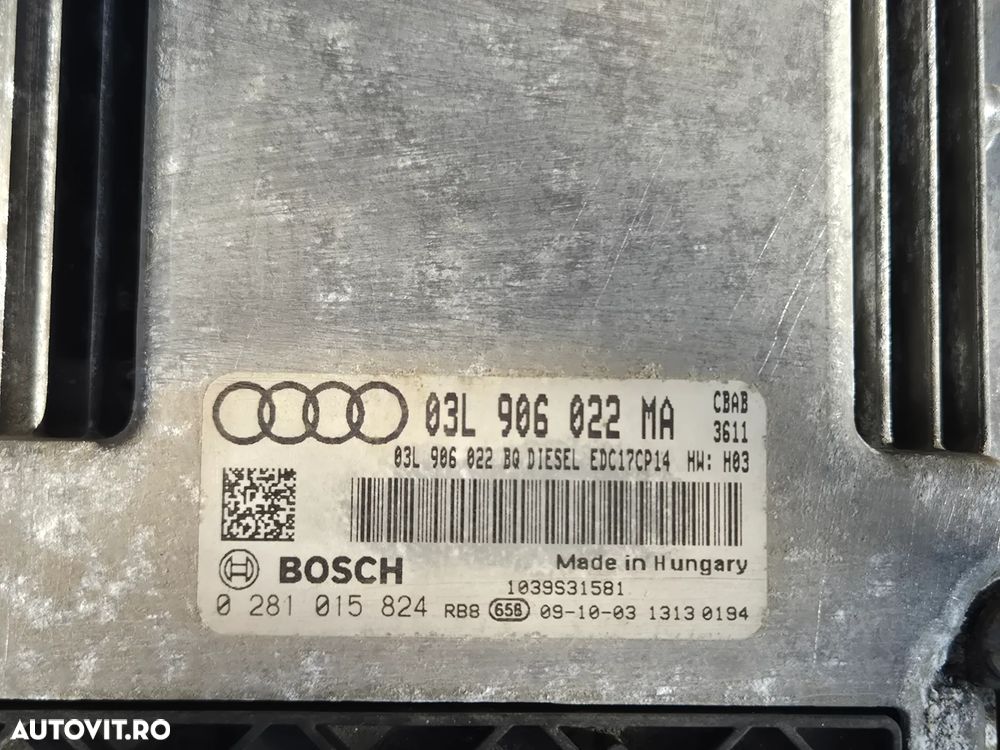 03L 906 022 MA CBAB
3611
03L 906 022 BQ DIESEL EDC17CP14 HW: H03
BOSCH
Made in Hungary
1039S31581
0 281 015 824 RB8 658 09-10-03 1313 0194
AUTOVIT.RO